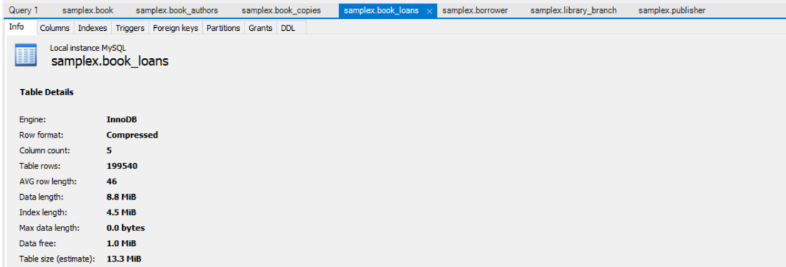 Query 1 samplex.book samplex.book_authors samplex.book_copies samplex.book_loans × samplex.borrower samplex.library_branch samplex.publisher
Info Columns Indexes Triggers Foreign keys Partitions Grants DDL
Local instance MySQL
samplex.book_loans
Table Details
Engine: InnoDB
Row format: Compressed
Column count: 5
Table rows: 199540
AVG row length: 46
Data length: 8.8 MiB
Index length: 4.5 MiB
Max data length: 0.0 bytes
Data free: 1.0 MiB
Table size (estimate): 13.3 MiB